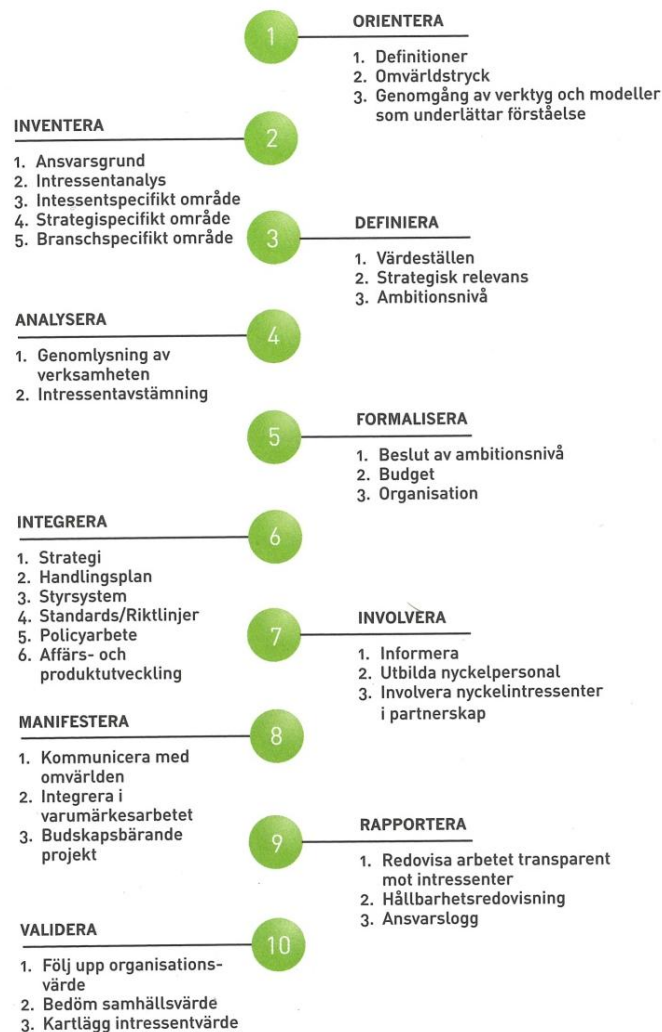 1
ORIENTERA
1. Definitioner
2. Omvärldstryck
3. Genomgång av verktyg och modeller
som underlättar förståelse
INVENTERA
2
1. Ansvarsgrund
2. Intressentanalys
3. Intessentspecifikt område
4. Strategispecifikt område
5. Branschspecifikt område
3
DEFINIERA
1. Värdeställen
2. Strategisk relevans
3. Ambitionsnivå
ANALYSERA
4
1. Genomlysning av
verksamheten
2. Intressentavstämning
5
FORMALISERA
1. Beslut av ambitionsnivå
2. Budget
3. Organisation
INTEGRERA
6
1. Strategi
2. Handlingsplan
3. Styrsystem
4. Standards/Riktlinjer
5. Policyarbete
6. Affärs- och
produktutveckling
7
INVOLVERA
1. Informera
2. Utbilda nyckelpersonal
3. Involvera nyckelintressenter
i partnerskap
MANIFESTERA
8
1. Kommunicera med
omvärlden
2. Integrera i
varumärkesarbetet
3. Budskapsbärande
projekt
9
RAPPORTERA
1. Redovisa arbetet transparent
mot intressenter
2. Hållbarhetsredovisning
3. Ansvarslogg
VALIDERA
10
1. Följ upp organisations-
värde
2. Bedöm samhällsvärde
3. Kartlägg intressentvärde